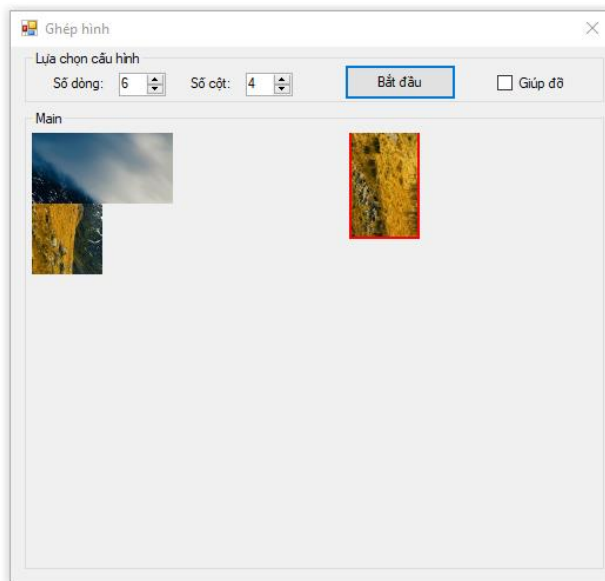 Ghép hình
Lựa chọn cấu hình
Số dòng: 6 Số cột: 4 Bắt đầu Giúp đỡ
Main